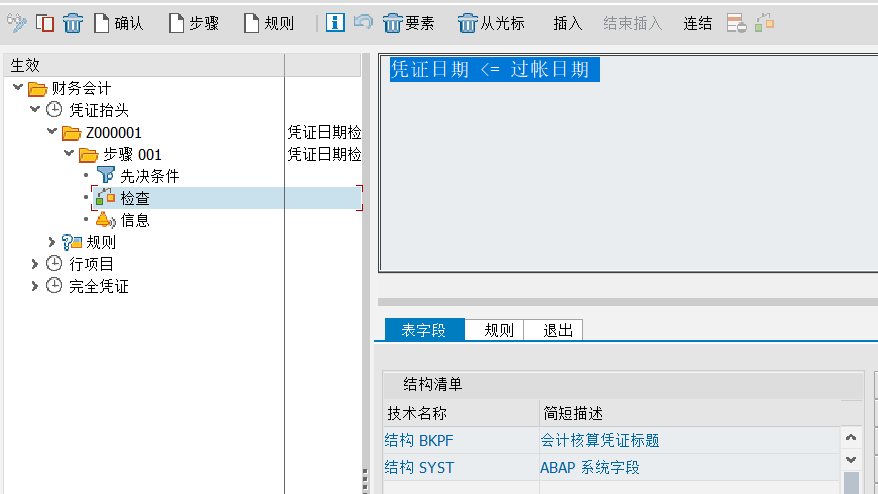 确认 步骤 规则 要素 从光标 插入 结束插入 连结
生效
财务会计
凭证抬头
Z000001 凭证日期检
步骤 001 凭证日期检
先决条件
检查
信息
规则
行项目
完全凭证
凭证日期 <= 过帐日期
表字段 规则 退出
结构清单
技术名称 简短描述
结构 BKPF 会计核算凭证标题
结构 SYST ABAP 系统字段